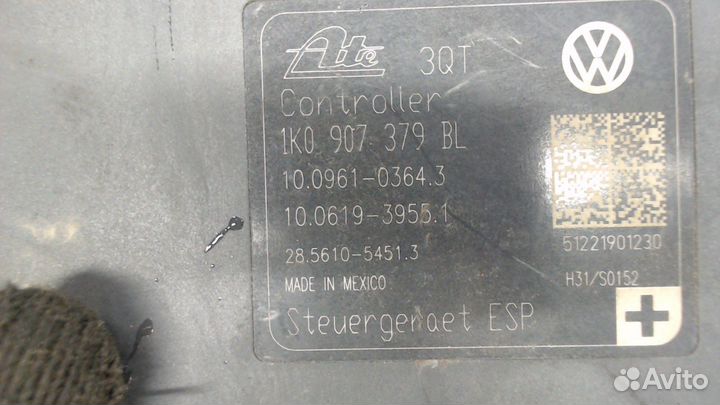 Ate 3QT
Controller
1K0 907 379 BL
10.0961-0364.3
10.0619-3955.1
28.5610-5451.3
MADE IN MEXICO
Steuergeraet ESP
51221901230
H31/S0152
Avito